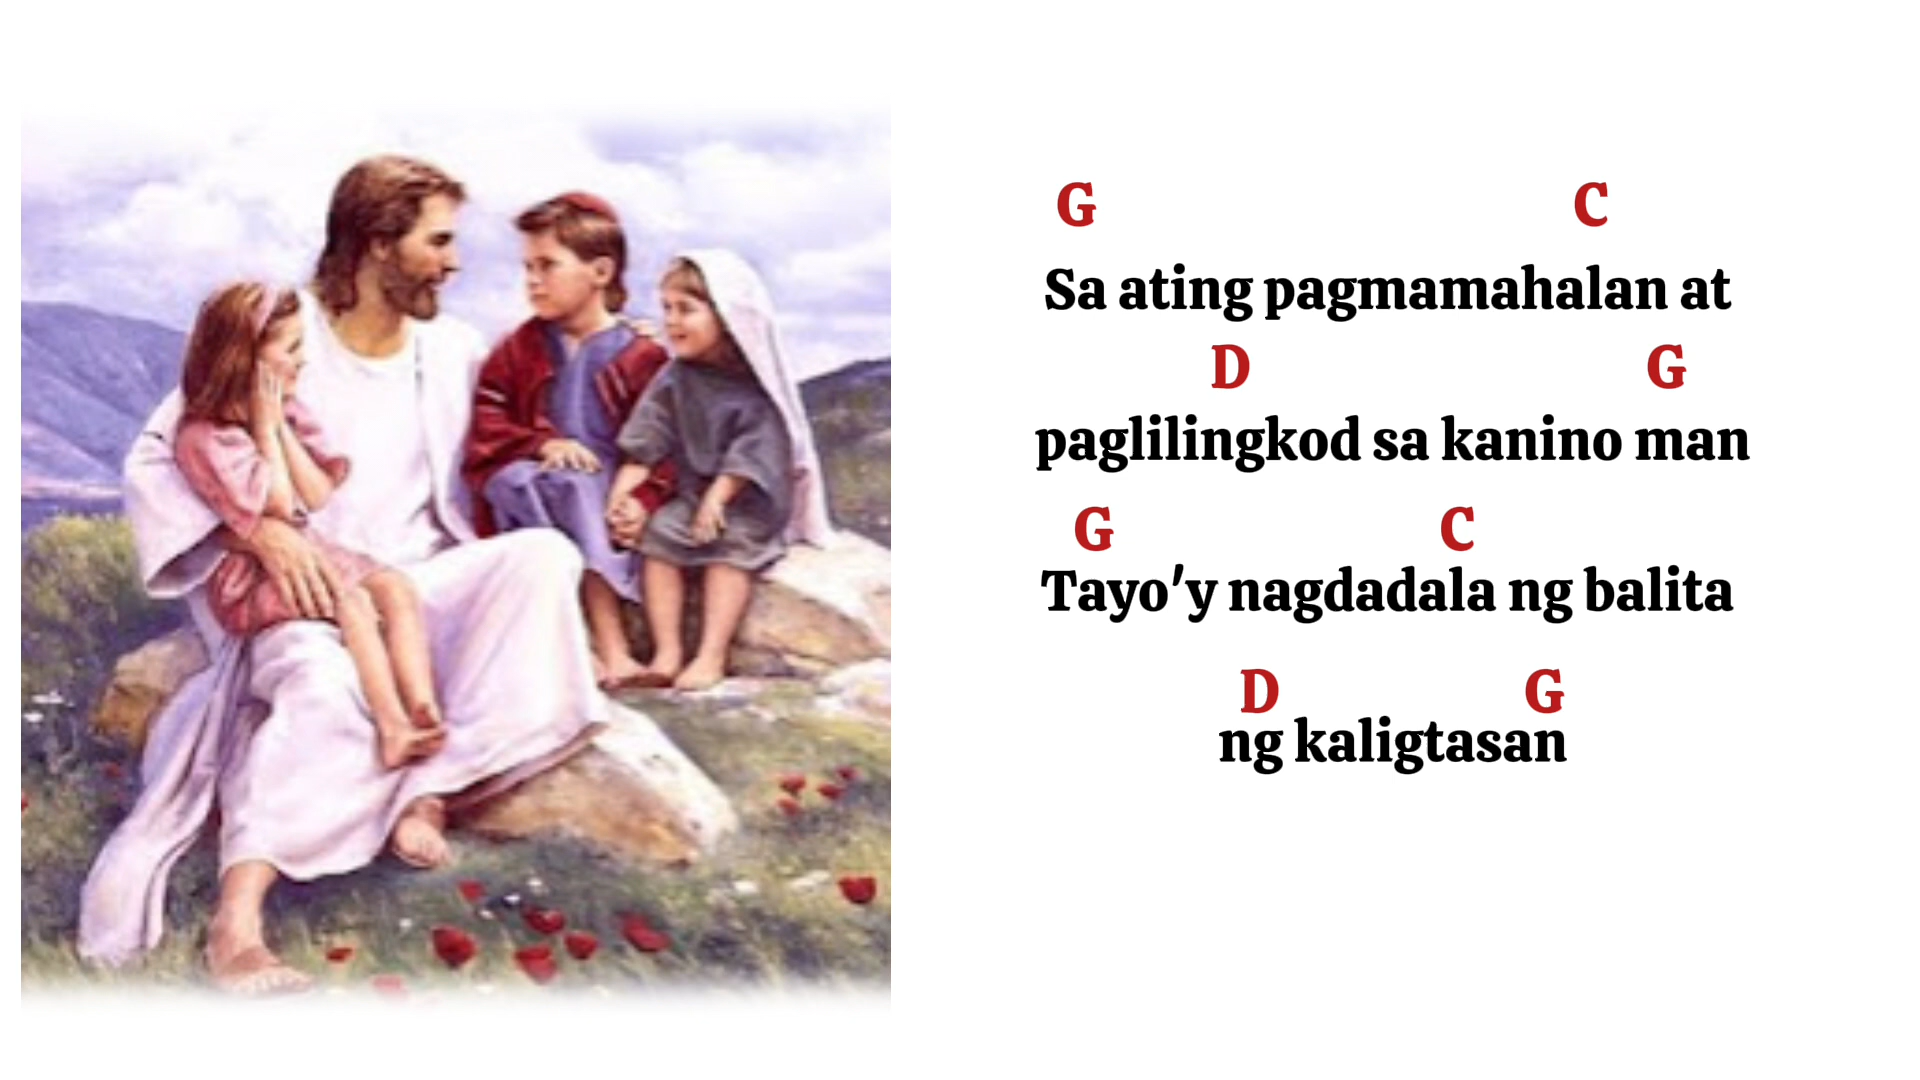 G C
Sa ating pagmamahalan at
D G
paglilingkod sa kanino man
G C
Tayo'y nagdadala ng balita
D G
ng kaligtasan